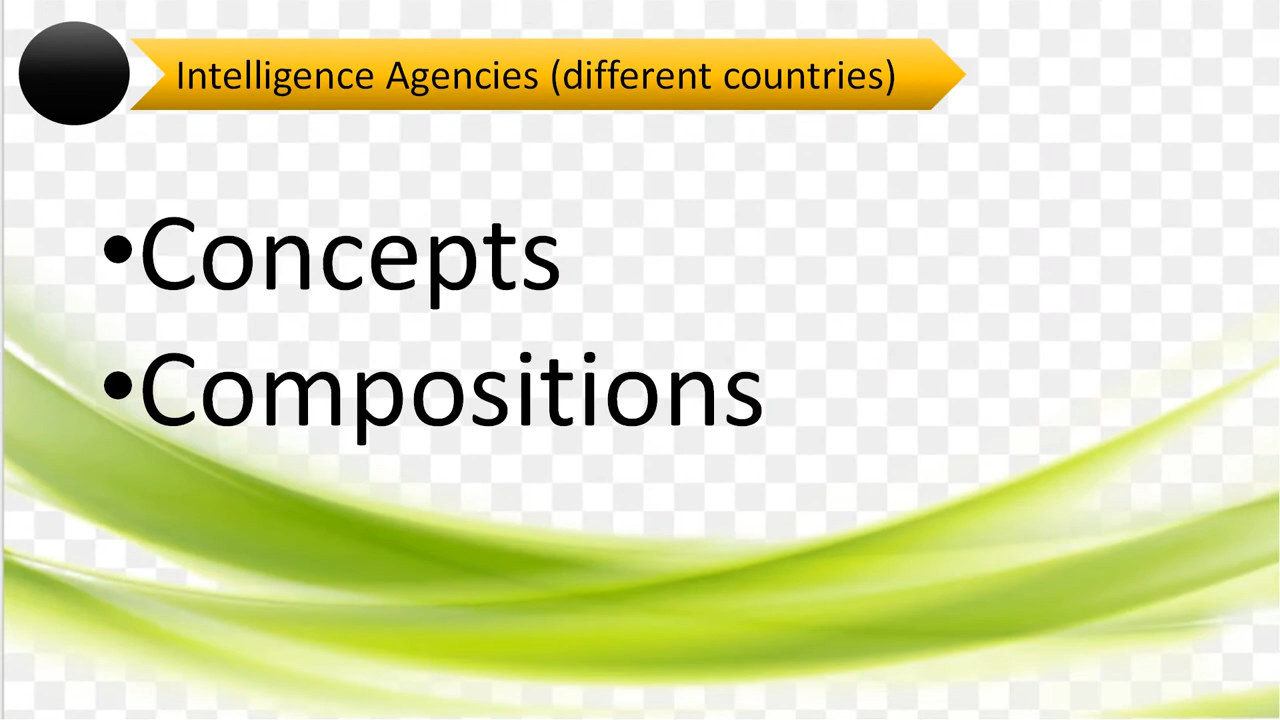 Intelligence Agencies (different countries)
•Concepts
•Compositions